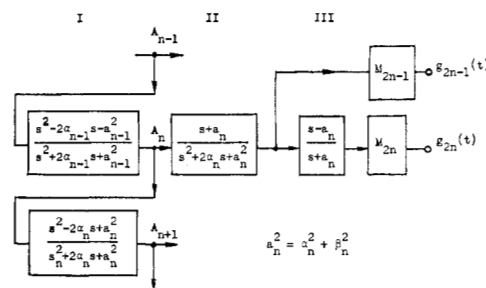 I II III
A_{n-1}
M_{2n-1} g_{2n-1}(t)
s^2-2α_{n-1}s-a_{n-1}^2
s^2+2α_{n-1}s+a_{n-1}^2
A_n
s+a_n
s^2+2α_n s+a_n^2
s-a_n
s+a_n
M_{2n} g_{2n}(t)
s^2-2α_n s+a_n^2
s_n^2+2α_n s+a_n^2
A_{n+1}
a_n^2 = α_n^2 + β_n^2